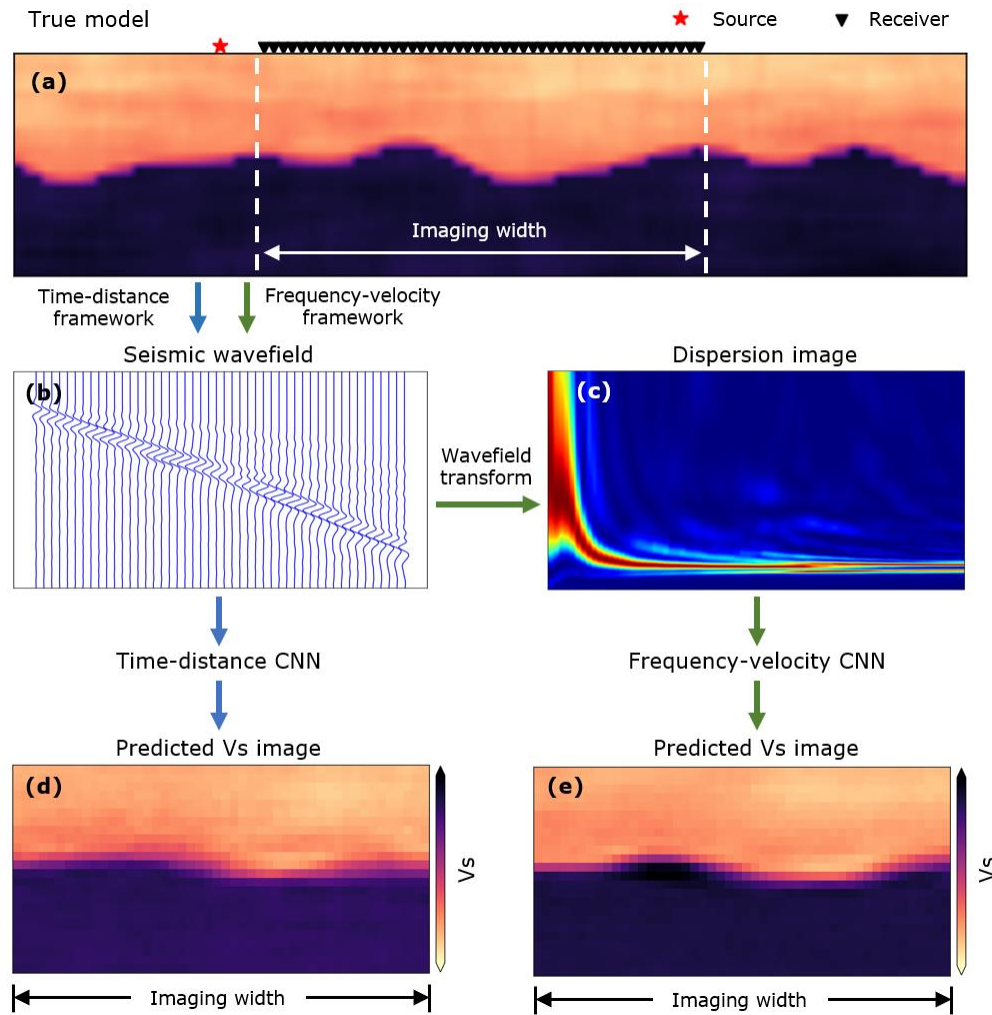 True model
Source
Receiver
(a)
Imaging width
Time-distance
framework
Frequency-velocity
framework
Seismic wavefield
Dispersion image
(b)
(c)
Wavefield
transform
Time-distance CNN
Frequency-velocity CNN
Predicted Vs image
Predicted Vs image
(d)
Vs
(e)
Vs
Imaging width
Imaging width